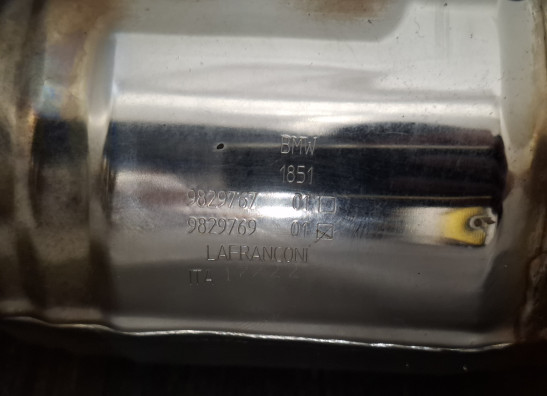 BMW
1851
9829767 01 □
9829769 01 ☒
LAFRANCONI